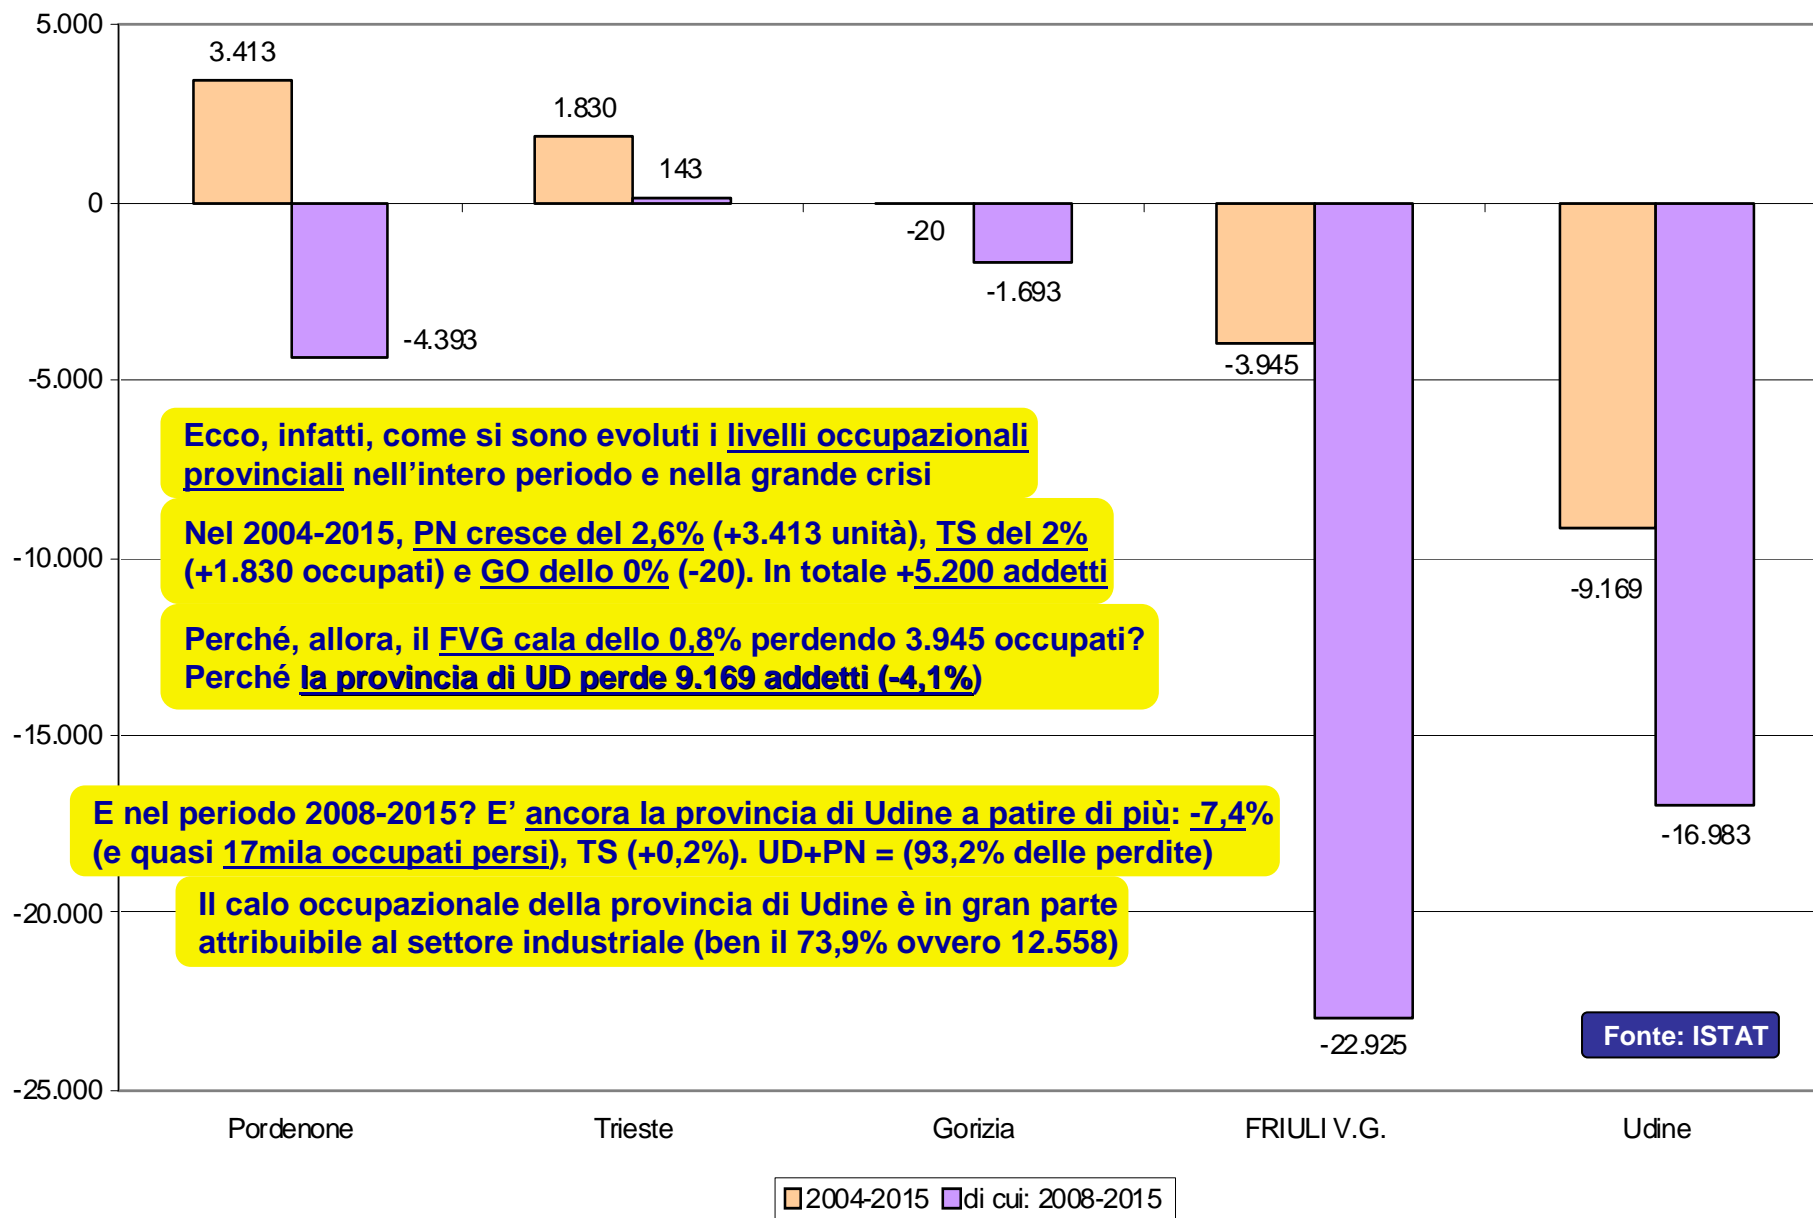 5.000
3.413
1.830
143
0
-20
-1.693
-4.393
-3.945
-5.000
Ecco, infatti, come si sono evoluti i livelli occupazionali
provinciali nell'intero periodo e nella grande crisi
Nel 2004-2015, PN cresce del 2,6% (+3.413 unità), TS del 2%
(+1.830 occupati) e GO dello 0% (-20). In totale +5.200 addetti
-10.000
-9.169
Perché, allora, il FVG cala dello 0,8% perdendo 3.945 occupati?
Perché la provincia di UD perde 9.169 addetti (-4,1%)
-15.000
E nel periodo 2008-2015? E' ancora la provincia di Udine a patire di più: -7,4%
(e quasi 17mila occupati persi), TS (+0,2%). UD+PN = (93,2% delle perdite)
-16.983
Il calo occupazionale della provincia di Udine è in gran parte
attribuibile al settore industriale (ben il 73,9% ovvero 12.558)
-20.000
-22.925
Fonte: ISTAT
-25.000
Pordenone
Trieste
Gorizia
FRIULI V.G.
Udine
2004-2015
di cui: 2008-2015